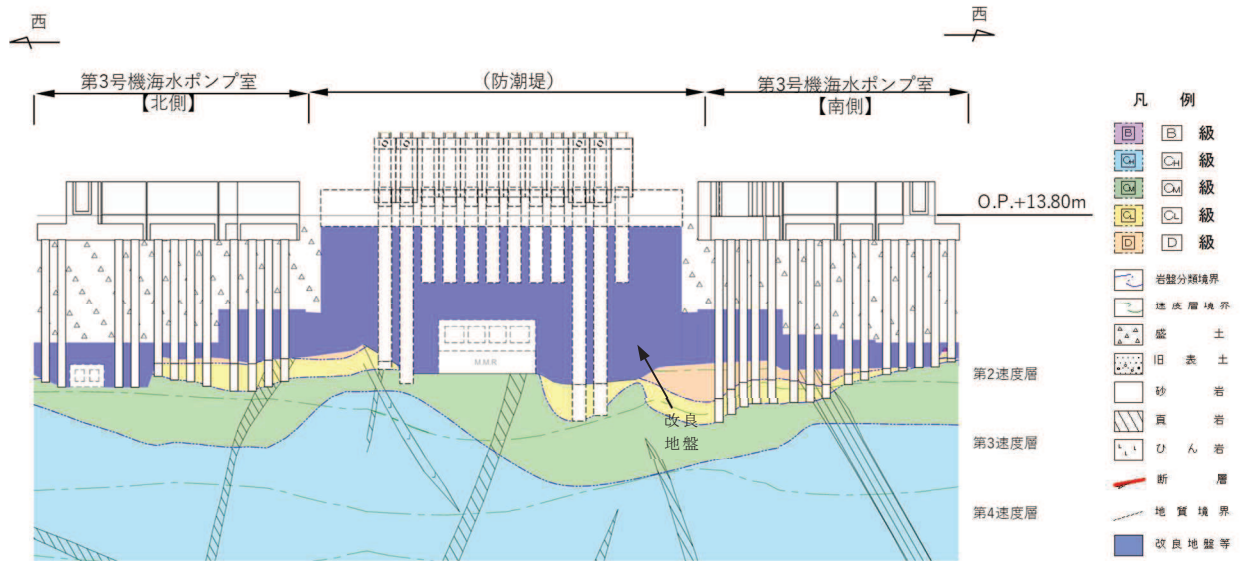 西
西
第3号機海水ポンプ室
【北側】
(防潮堤)
第3号機海水ポンプ室
【南側】
O.P.+13.80m
MMR
改良
地盤
第2速度層
第3速度層
第4速度層
凡 例
B B 級
CH CH 級
CM CM 級
CL CL 級
D D 級
岩盤分類境界
速度層境界
盛 土
旧 表 土
砂 岩
頁 岩
ひ ん 岩
断 層
地 質 境 界
改 良 地 盤 等